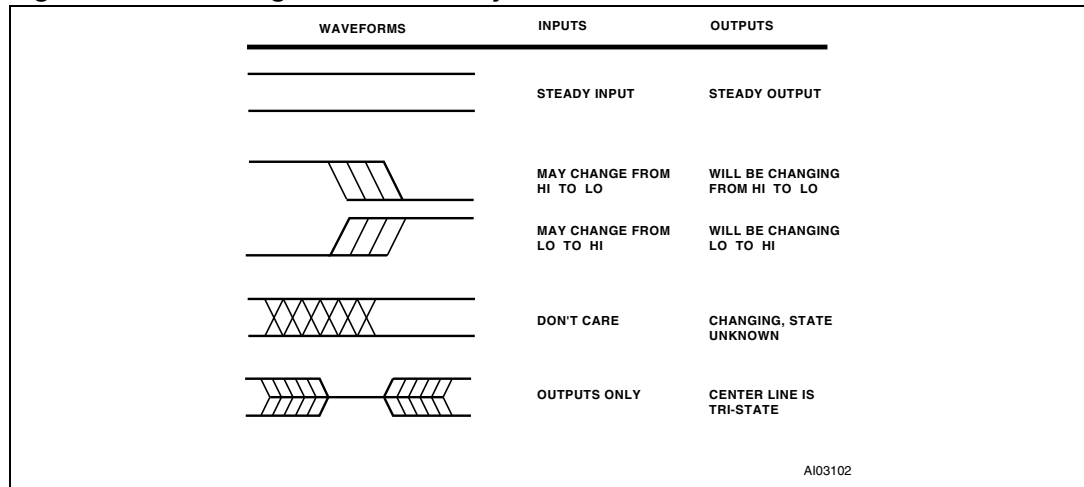 WAVEFORMS INPUTS OUTPUTS
STEADY INPUT STEADY OUTPUT
MAY CHANGE FROM WILL BE CHANGING
HI TO LO FROM HI TO LO
MAY CHANGE FROM WILL BE CHANGING
LO TO HI LO TO HI
DON'T CARE CHANGING, STATE
UNKNOWN
OUTPUTS ONLY CENTER LINE IS
TRI-STATE
AI03102